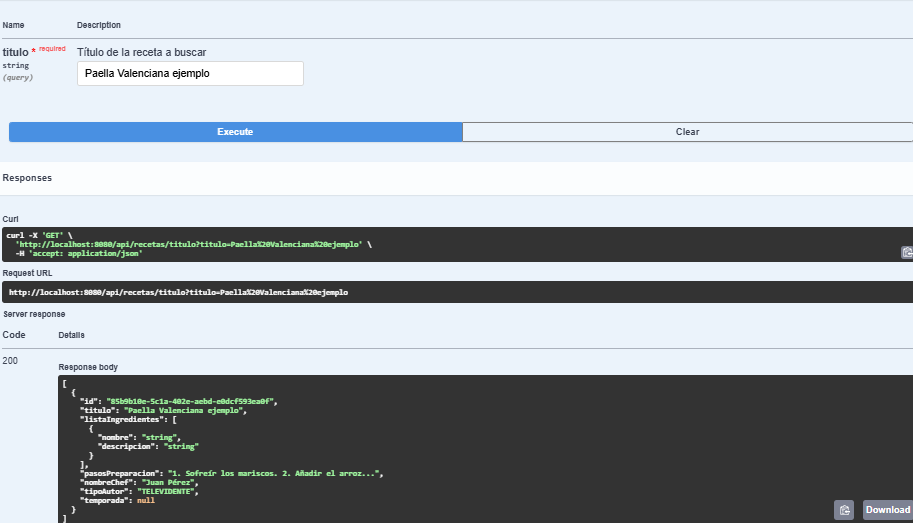 Name Description
titulo * required Título de la receta a buscar
string
(query)
Paella Valenciana ejemplo
Execute Clear
Responses
Curl
curl -X 'GET' \
'http://localhost:8080/api/recetas/titulo?titulo=Paella%20Valenciana%20ejemplo' \
-H 'accept: application/json'
Request URL
http://localhost:8080/api/recetas/titulo?titulo=Paella%20Valenciana%20ejemplo
Server response
Code Details
200
Response body
[
{
"id": "85b9b10e-5c1a-402e-aebd-e0dcf593ea0f",
"titulo": "Paella Valenciana ejemplo",
"listaIngredientes": [
{
"nombre": "string",
"descripcion": "string"
}
],
"pasosPreparacion": "1. Sofreír los mariscos. 2. Añadir el arroz...",
"nombreChef": "Juan Pérez",
"tipoAutor": "TELEVIDENTE",
"temporada": null
}
]
Download